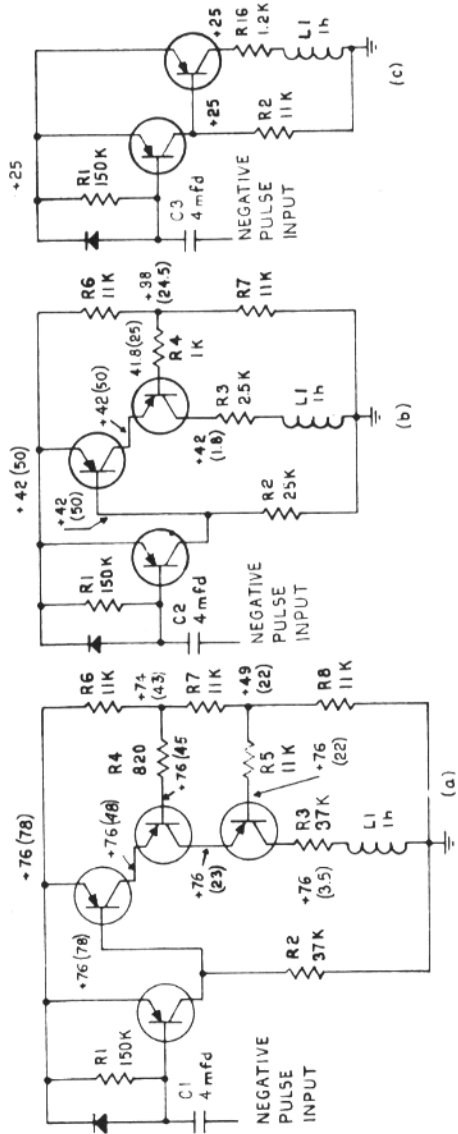 +76 (78)
R1
150K
C1
4 mfd
NEGATIVE
PULSE
INPUT
+76 (78)
+76 (48)
R4
820
+76 (45
R6
11K
+74
(43)
R7
11K
+49
(22)
R5
11K
+76
(22)
+76
(23)
R3
37K
+76
(3.5)
R2
37K
L1
1h
R8
11K
(a)
+42 (50)
R1
150K
C2
4 mfd
NEGATIVE
PULSE
INPUT
+42
(50)
+42 (50)
41.8 (25)
R4
1K
R6
11K
+38
(24.5)
R7
11K
R3
2.5K
+42
(1.8)
R2
25K
L1
1h
(b)
+25
R1
150K
C3
4 mfd
NEGATIVE PULSE
INPUT
+25
+25
R2
11K
R16
1.2K
L1
1h
(c)